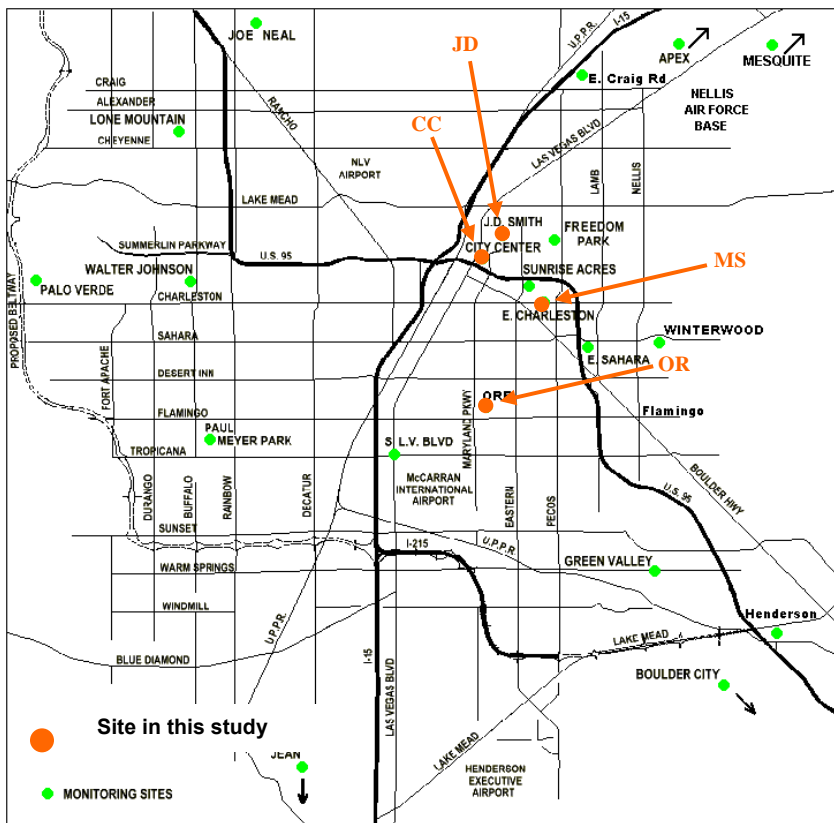 JOE NEAL
JD
U.P.P.R.
I-15
APEX
MESQUITE
CRAIG
E. Craig Rd
ALEXANDER
NELLIS
AIR FORCE
BASE
LONE MOUNTAIN
CHEYENNE
RANCHO
CC
LAS VEGAS BLVD
NLV
AIRPORT
LAMB
NELLIS
LAKE MEAD
J.D. SMITH
FREEDOM
PARK
SUMMERLIN PARKWAY
U.S. 95
CITY CENTER
MS
WALTER JOHNSON
SUNRISE ACRES
PALO VERDE
CHARLESTON
E. CHARLESTON
PROPOSED BELTWAY
SAHARA
WINTERWOOD
E. SAHARA
DESERT INN
OR
FORT APACHE
ORR
MARYLAND PKWY
FLAMINGO
Flamingo
PAUL
MEYER PARK
TROPICANA
S. L.V. BLVD
McCARRAN
INTERNATIONAL
AIRPORT
BOULDER HWY
DURANGO
BUFFALO
RAINBOW
DECATUR
EASTERN
PECOS
U.S. 95
SUNSET
U.P.P.R.
I-215
WARM SPRINGS
GREEN VALLEY
WINDMILL
Henderson
U.P.P.R.
LAKE MEAD
BLUE DIAMOND
I-15
LAS VEGAS BLVD
BOULDER CITY
Site in this study
JEAN
LAKE MEAD
HENDERSON
EXECUTIVE
AIRPORT
MONITORING SITES